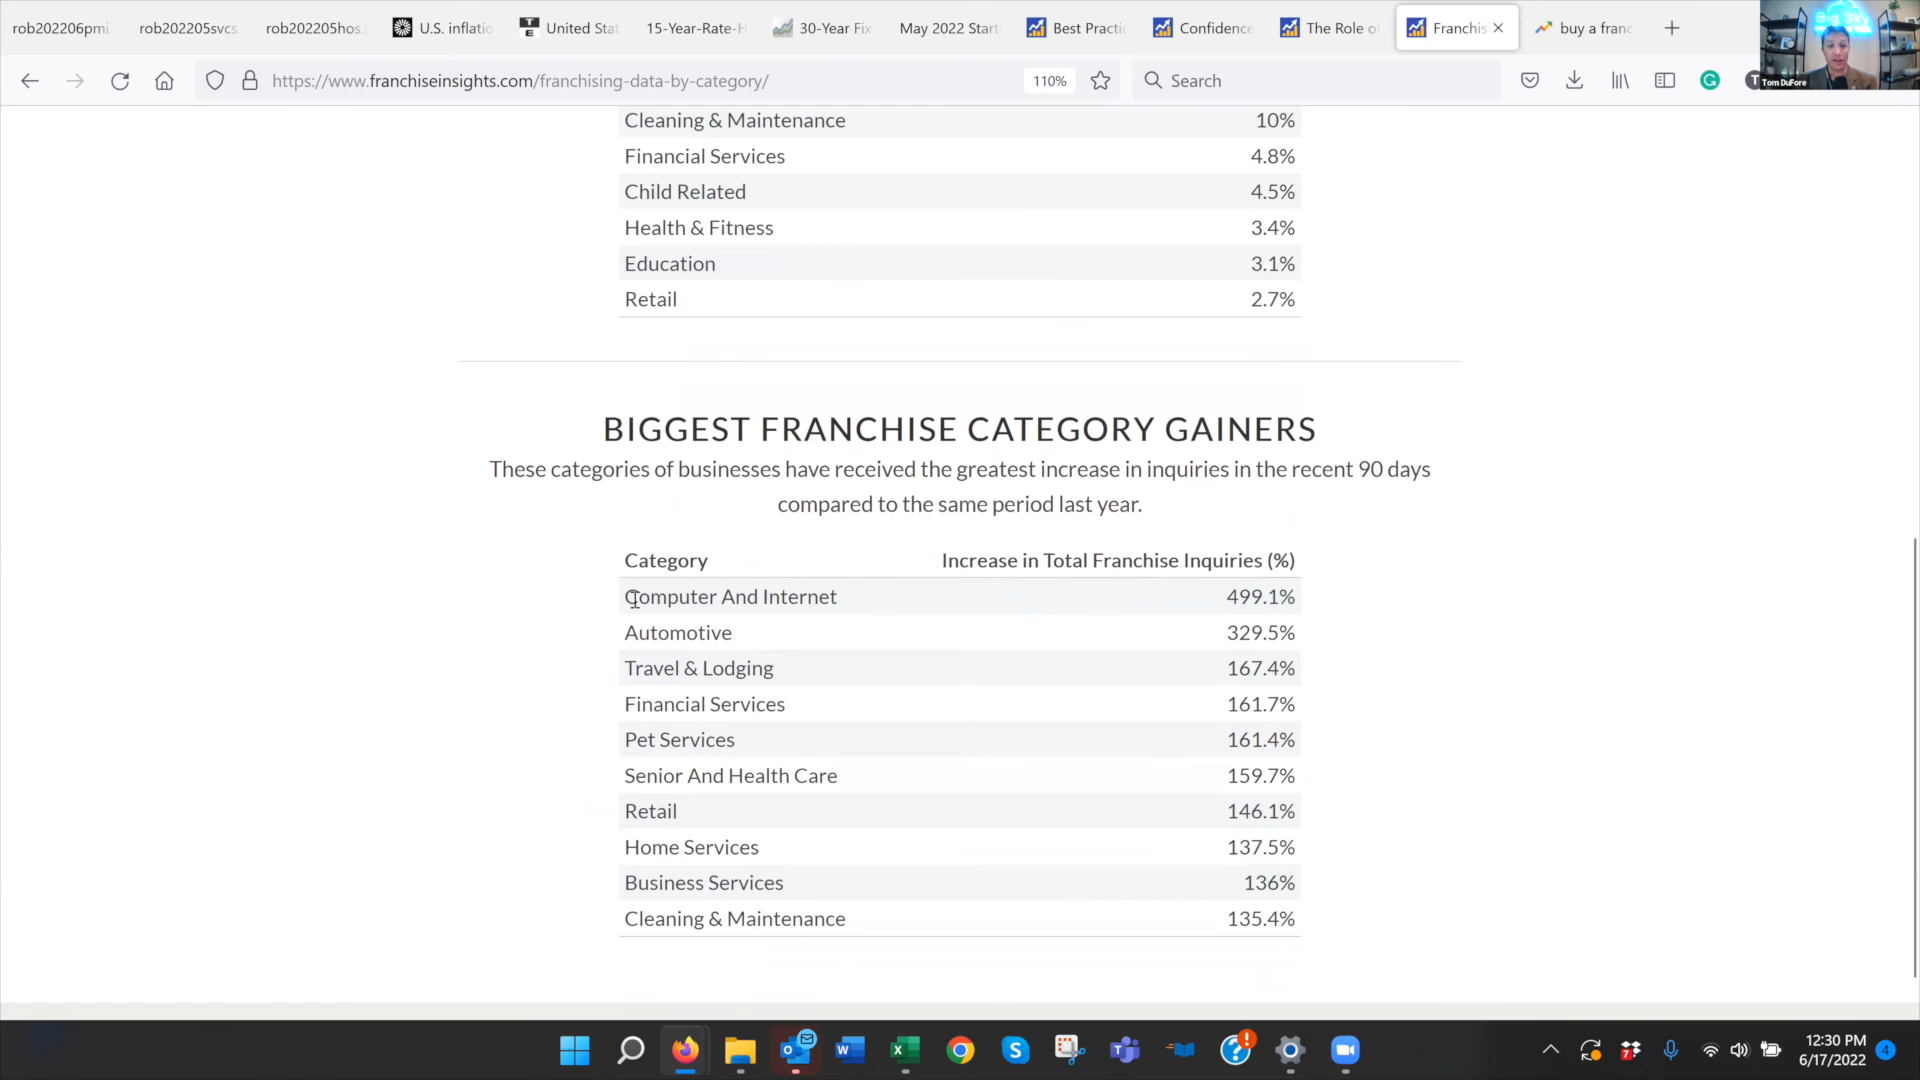 rob202206pmi
rob202205svcs.
rob202205hos.
U.S. inflatio
United Stat
15-Year-Rate-H
30-Year Fix
May 2022 Start
Best Practic
Confidence
The Role o
Franchis
buy a franc
Big Sky
Tom DuFore
https://www.franchiseinsights.com/franchising-data-by-category/
110%
Search
Cleaning & Maintenance 10%
Financial Services 4.8%
Child Related 4.5%
Health & Fitness 3.4%
Education 3.1%
Retail 2.7%
BIGGEST FRANCHISE CATEGORY GAINERS
These categories of businesses have received the greatest increase in inquiries in the recent 90 days
compared to the same period last year.
Category Increase in Total Franchise Inquiries (%)
Computer And Internet 499.1%
Automotive 329.5%
Travel & Lodging 167.4%
Financial Services 161.7%
Pet Services 161.4%
Senior And Health Care 159.7%
Retail 146.1%
Home Services 137.5%
Business Services 136%
Cleaning & Maintenance 135.4%
12:30 PM
6/17/2022
4